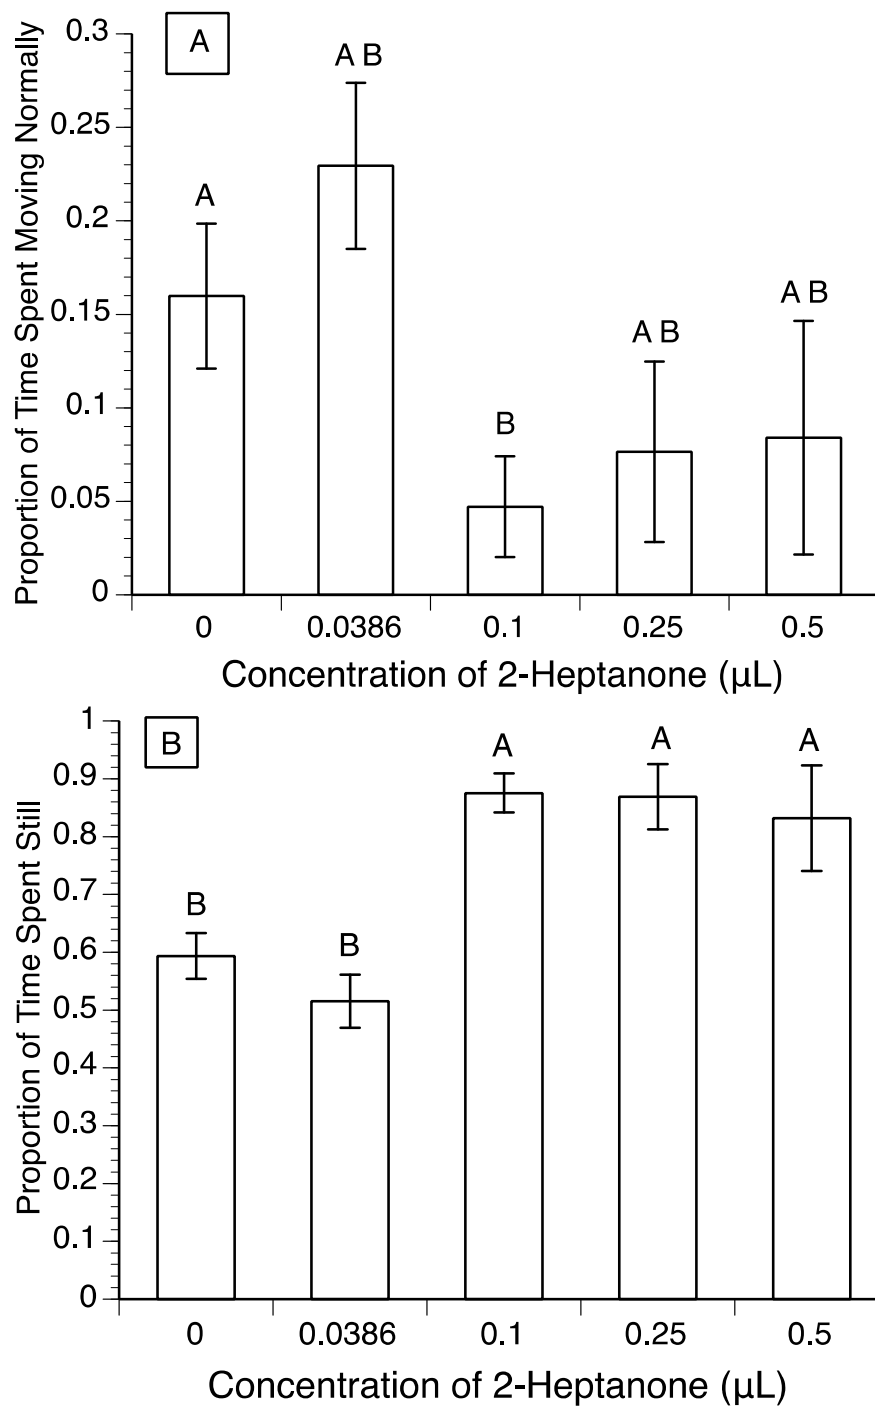 A
Proportion of Time Spent Moving Normally
0.3
0.25
0.2
0.15
0.1
0.05
0
A
A B
B
A B
A B
0 0.0386 0.1 0.25 0.5
Concentration of 2-Heptanone (µL)
B
Proportion of Time Spent Still
1
0.9
0.8
0.7
0.6
0.5
0.4
0.3
0.2
0.1
0
B
B
A
A
A
0 0.0386 0.1 0.25 0.5
Concentration of 2-Heptanone (µL)